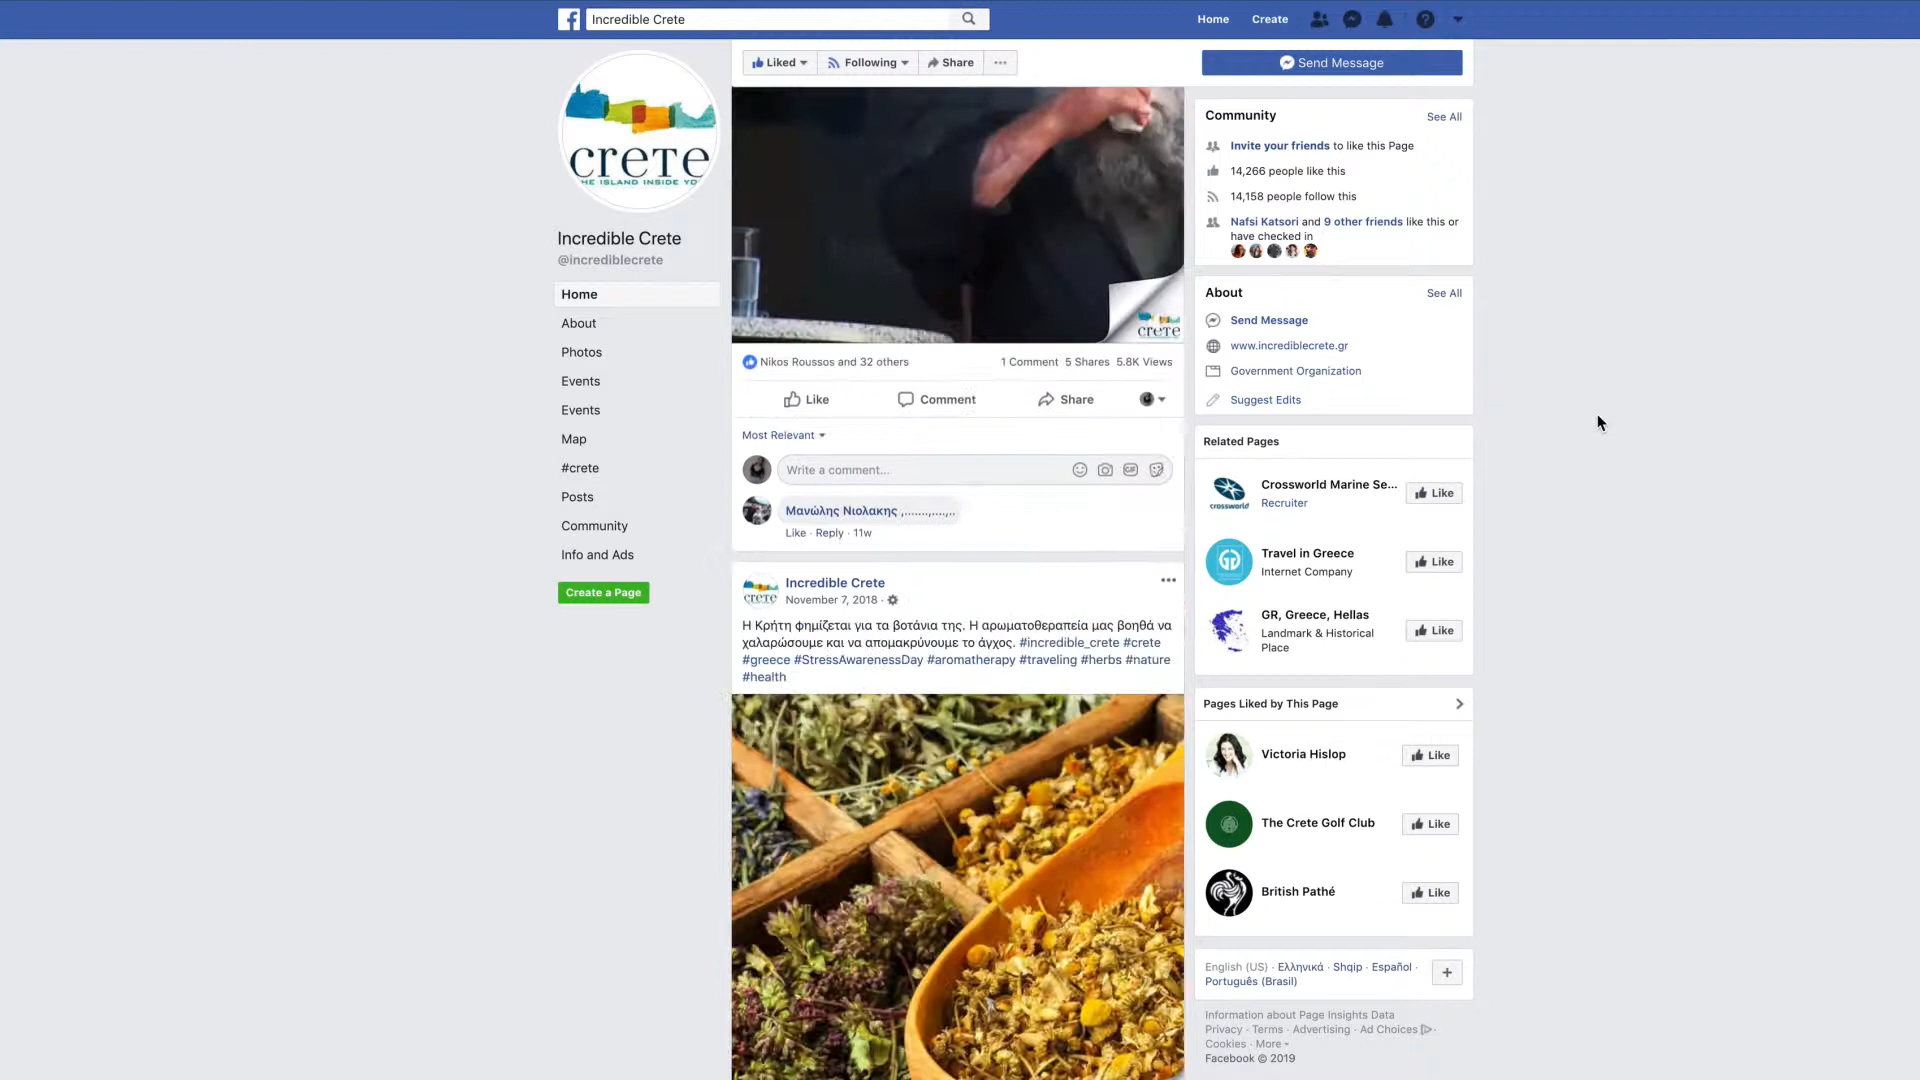 Incredible Crete
Home
Create
Liked
Following
Share
Send Message
creTe
HE ISLAND INSIDE YO
Incredible Crete
@incrediblecrete
Home
About
Photos
Events
Events
Map
#crete
Posts
Community
Info and Ads
Create a Page
creTe
Nikos Roussos and 32 others
1 Comment 5 Shares 5.8K Views
Like
Comment
Share
Most Relevant
Write a comment...
GIF
Μανώλης Νιολακης ,.......,....,..
Like · Reply · 11w
creTe
Incredible Crete
November 7, 2018 ·
Η Κρήτη φημίζεται για τα βοτάνια της. Η αρωματοθεραπεία μας βοηθά να
χαλαρώσουμε και να απομακρύνουμε το άγχος. #incredible_crete #crete
#greece #StressAwarenessDay #aromatherapy #traveling #herbs #nature
#health
Community
See All
Invite your friends to like this Page
14,266 people like this
14,158 people follow this
Nafsi Katsori and 9 other friends like this or
have checked in
About
See All
Send Message
www.incrediblecrete.gr
Government Organization
Suggest Edits
Related Pages
crossworld
Crossworld Marine Se...
Recruiter
Like
Travel in Greece
Internet Company
Like
GR, Greece, Hellas
Landmark & Historical
Place
Like
Pages Liked by This Page
Victoria Hislop
Like
The Crete Golf Club
Like
British Pathé
Like
English (US) · Ελληνικά · Shqip · Español ·
Português (Brasil)
Information about Page Insights Data
Privacy · Terms · Advertising · Ad Choices ·
Cookies · More
Facebook © 2019